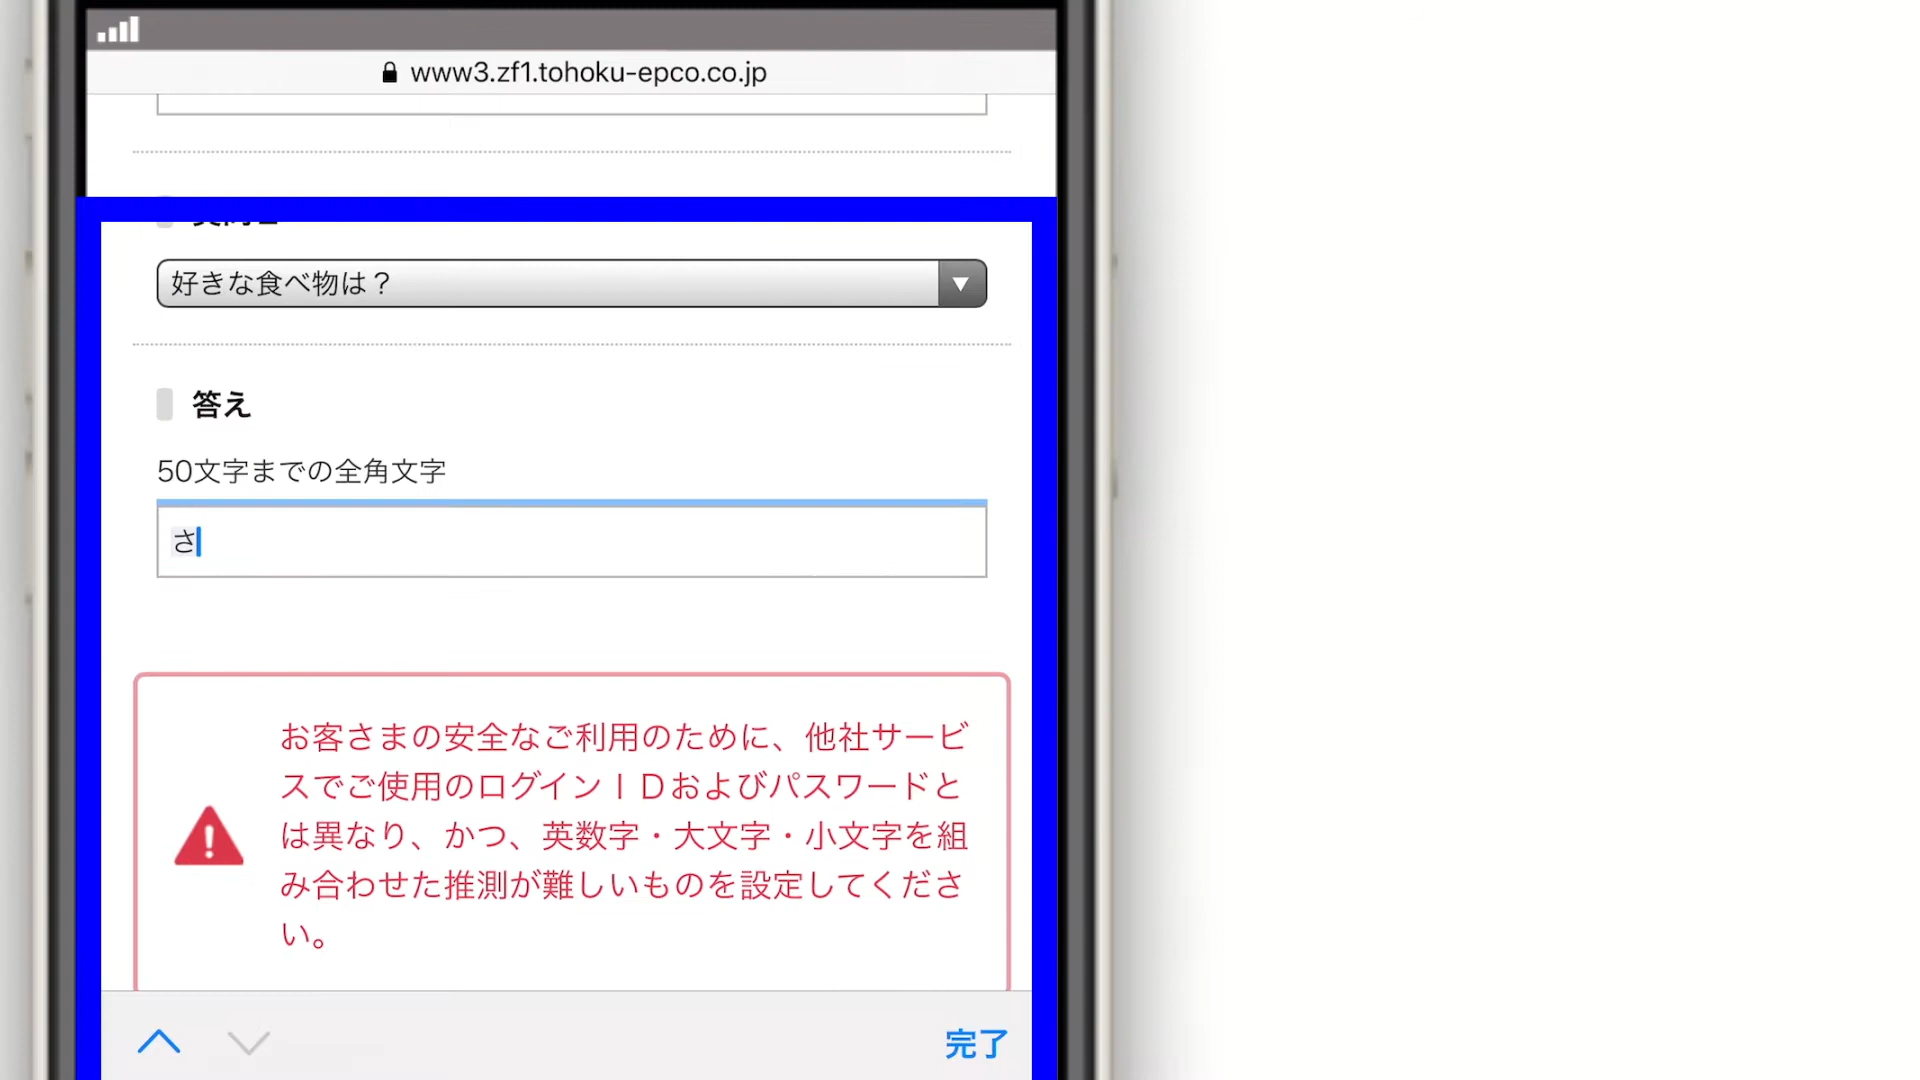 www3.zf1.tohoku-epco.co.jp
好きな食べ物は？
答え
50文字までの全角文字
さ
お客さまの安全なご利用のために、他社サービ
スでご使用のログインＩＤおよびパスワードと
は異なり、かつ、英数字・大文字・小文字を組
み合わせた推測が難しいものを設定してくださ
い。
完了